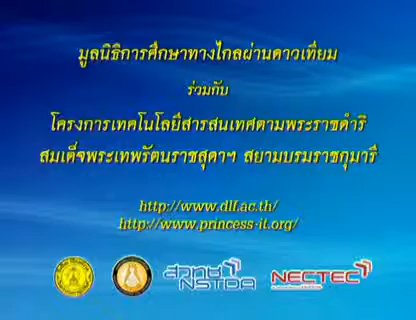 มูลนิธิการศึกษาทางไกลผ่านดาวเทียม
ร่วมกับ
โครงการเทคโนโลยีสารสนเทศตามพระราชดำริ
สมเด็จพระเทพรัตนราชสุดาฯ สยามบรมราชกุมารี
http://www.dlf.ac.th/
http://www.princess-it.org/
สวทช
NSTDA
NECTEC